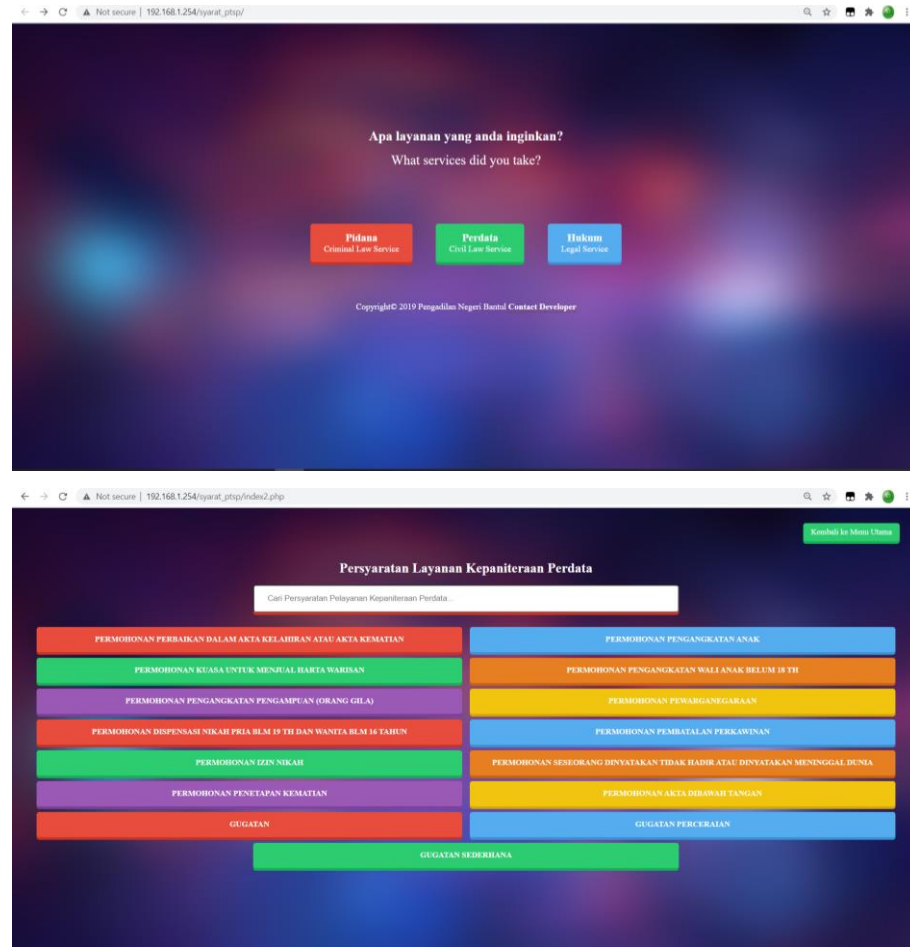 Not secure | 192.168.1.254/syarat_ptsp/
Apa layanan yang anda inginkan?
What services did you take?
Pidana
Criminal Law Service
Perdata
Civil Law Service
Hukum
Legal Service
Copyright© 2019 Pengadilan Negeri Bantul Contact Developer
Not secure | 192.168.1.254/syarat_ptsp/index2.php
Kembali ke Menu Utama
Persyaratan Layanan Kepaniteraan Perdata
Cari Persyaratan Pelayanan Kepaniteraan Perdata...
PERMOHONAN PERBAIKAN DALAM AKTA KELAHIRAN ATAU AKTA KEMATIAN
PERMOHONAN PENGANGKATAN ANAK
PERMOHONAN KUASA UNTUK MENJUAL HARTA WARISAN
PERMOHONAN PENGANGKATAN WALI ANAK BELUM 18 TH
PERMOHONAN PENGANGKATAN PENGAMPUAN (ORANG GILA)
PERMOHONAN PEWARGANEGARAAN
PERMOHONAN DISPENSASI NIKAH PRIA BLM 19 TH DAN WANITA BLM 16 TAHUN
PERMOHONAN PEMBATALAN PERKAWINAN
PERMOHONAN IZIN NIKAH
PERMOHONAN SESEORANG DINYATAKAN TIDAK HADIR ATAU DINYATAKAN MENINGGAL DUNIA
PERMOHONAN PENETAPAN KEMATIAN
PERMOHONAN AKTA DIBAWAH TANGAN
GUGATAN
GUGATAN PERCERAIAN
GUGATAN SEDERHANA